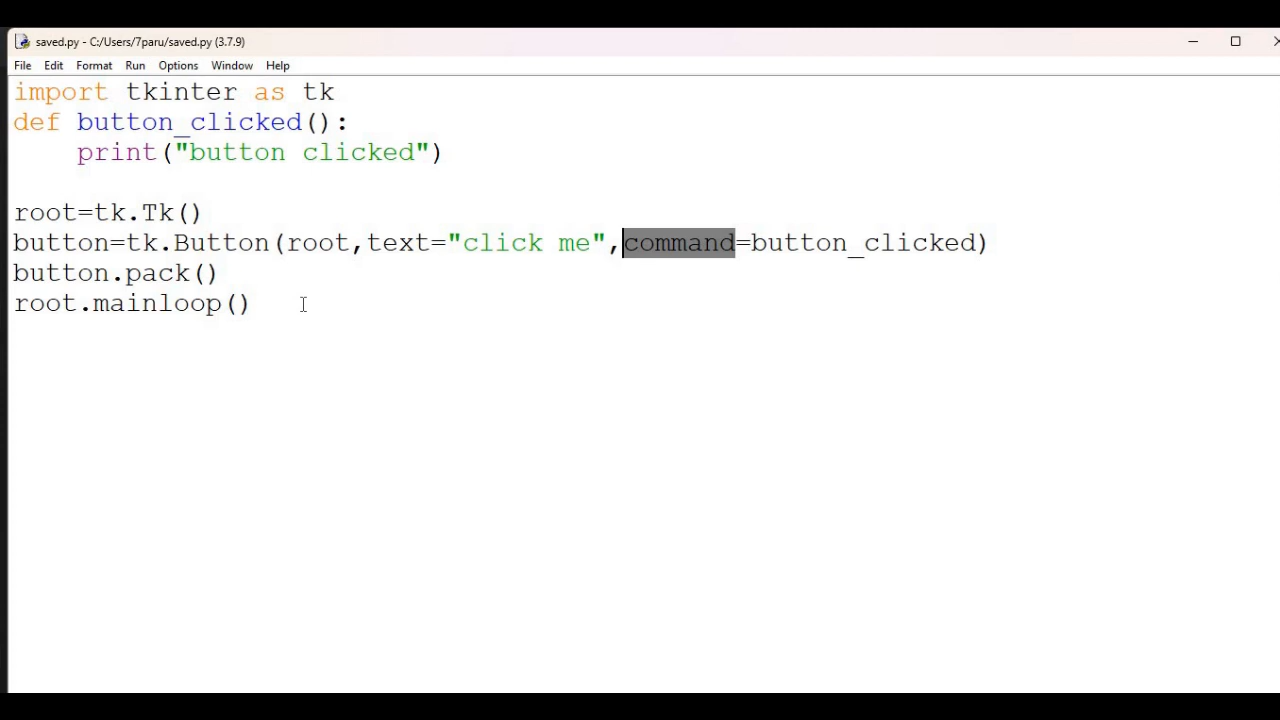 saved.py - C:/Users/7paru/saved.py (3.7.9)
File Edit Format Run Options Window Help
import tkinter as tk
def button_clicked():
    print("button clicked")
root=tk.Tk()
button=tk.Button(root,text="click me",command=button_clicked)
button.pack()
root.mainloop()